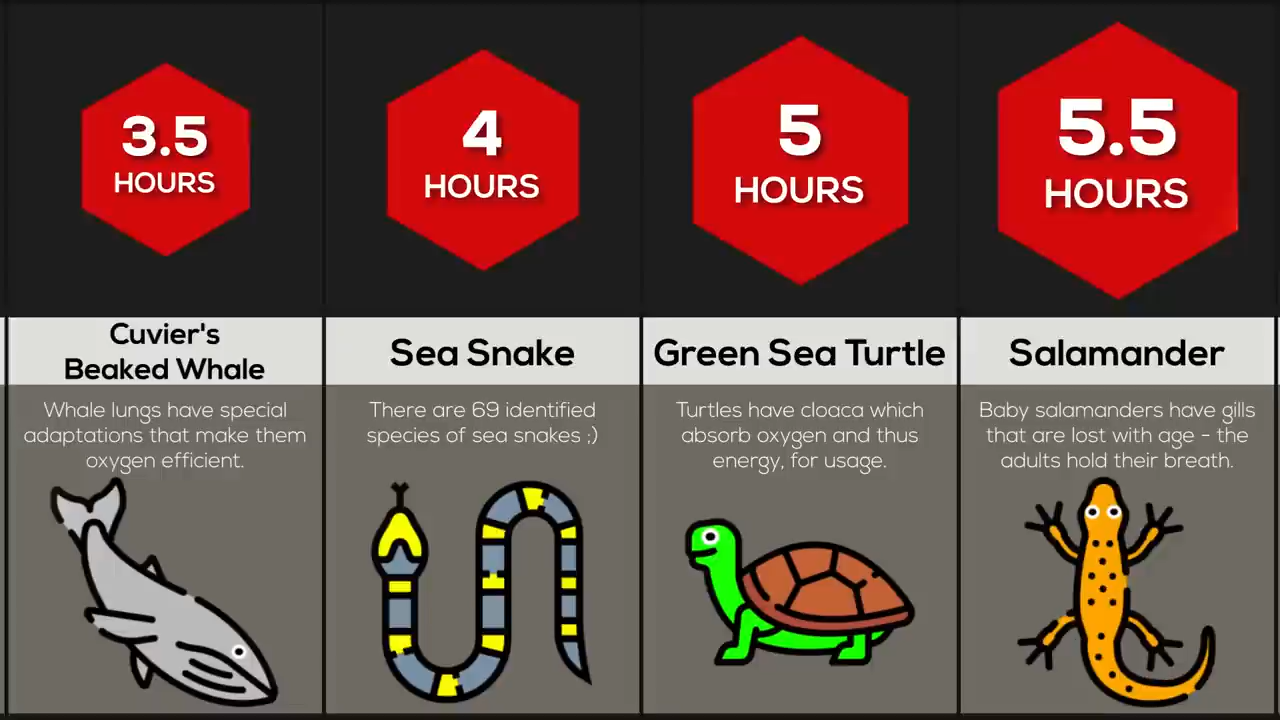 3.5
HOURS
4
HOURS
5
HOURS
5.5
HOURS
Cuvier's
Beaked Whale
Sea Snake
Green Sea Turtle
Salamander
Whale lungs have special
adaptations that make them
oxygen efficient.
There are 69 identified
species of sea snakes ;)
Turtles have cloaca which
absorb oxygen and thus
energy, for usage.
Baby salamanders have gills
that are lost with age - the
adults hold their breath.